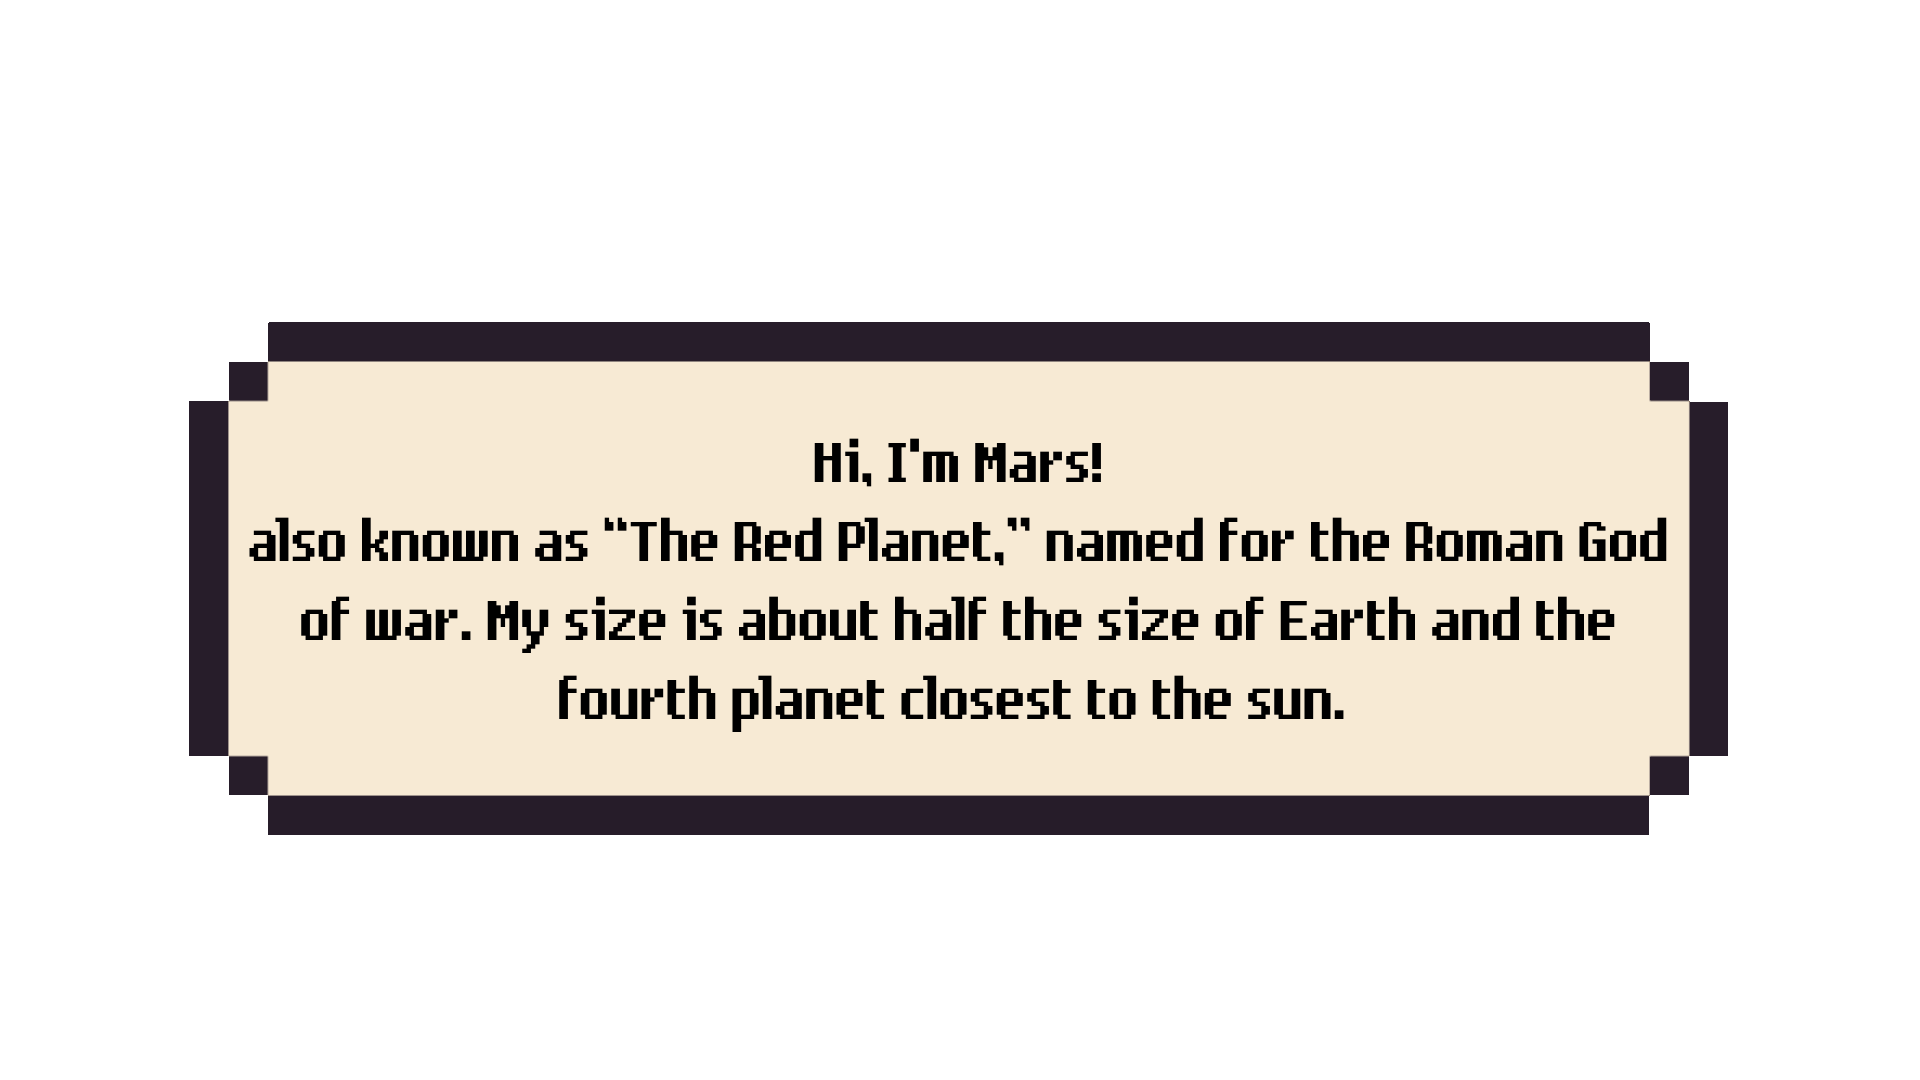 Hi, I'm Mars!
also known as “The Red Planet,” named for the Roman God
of war. My size is about half the size of Earth and the
fourth planet closest to the sun.